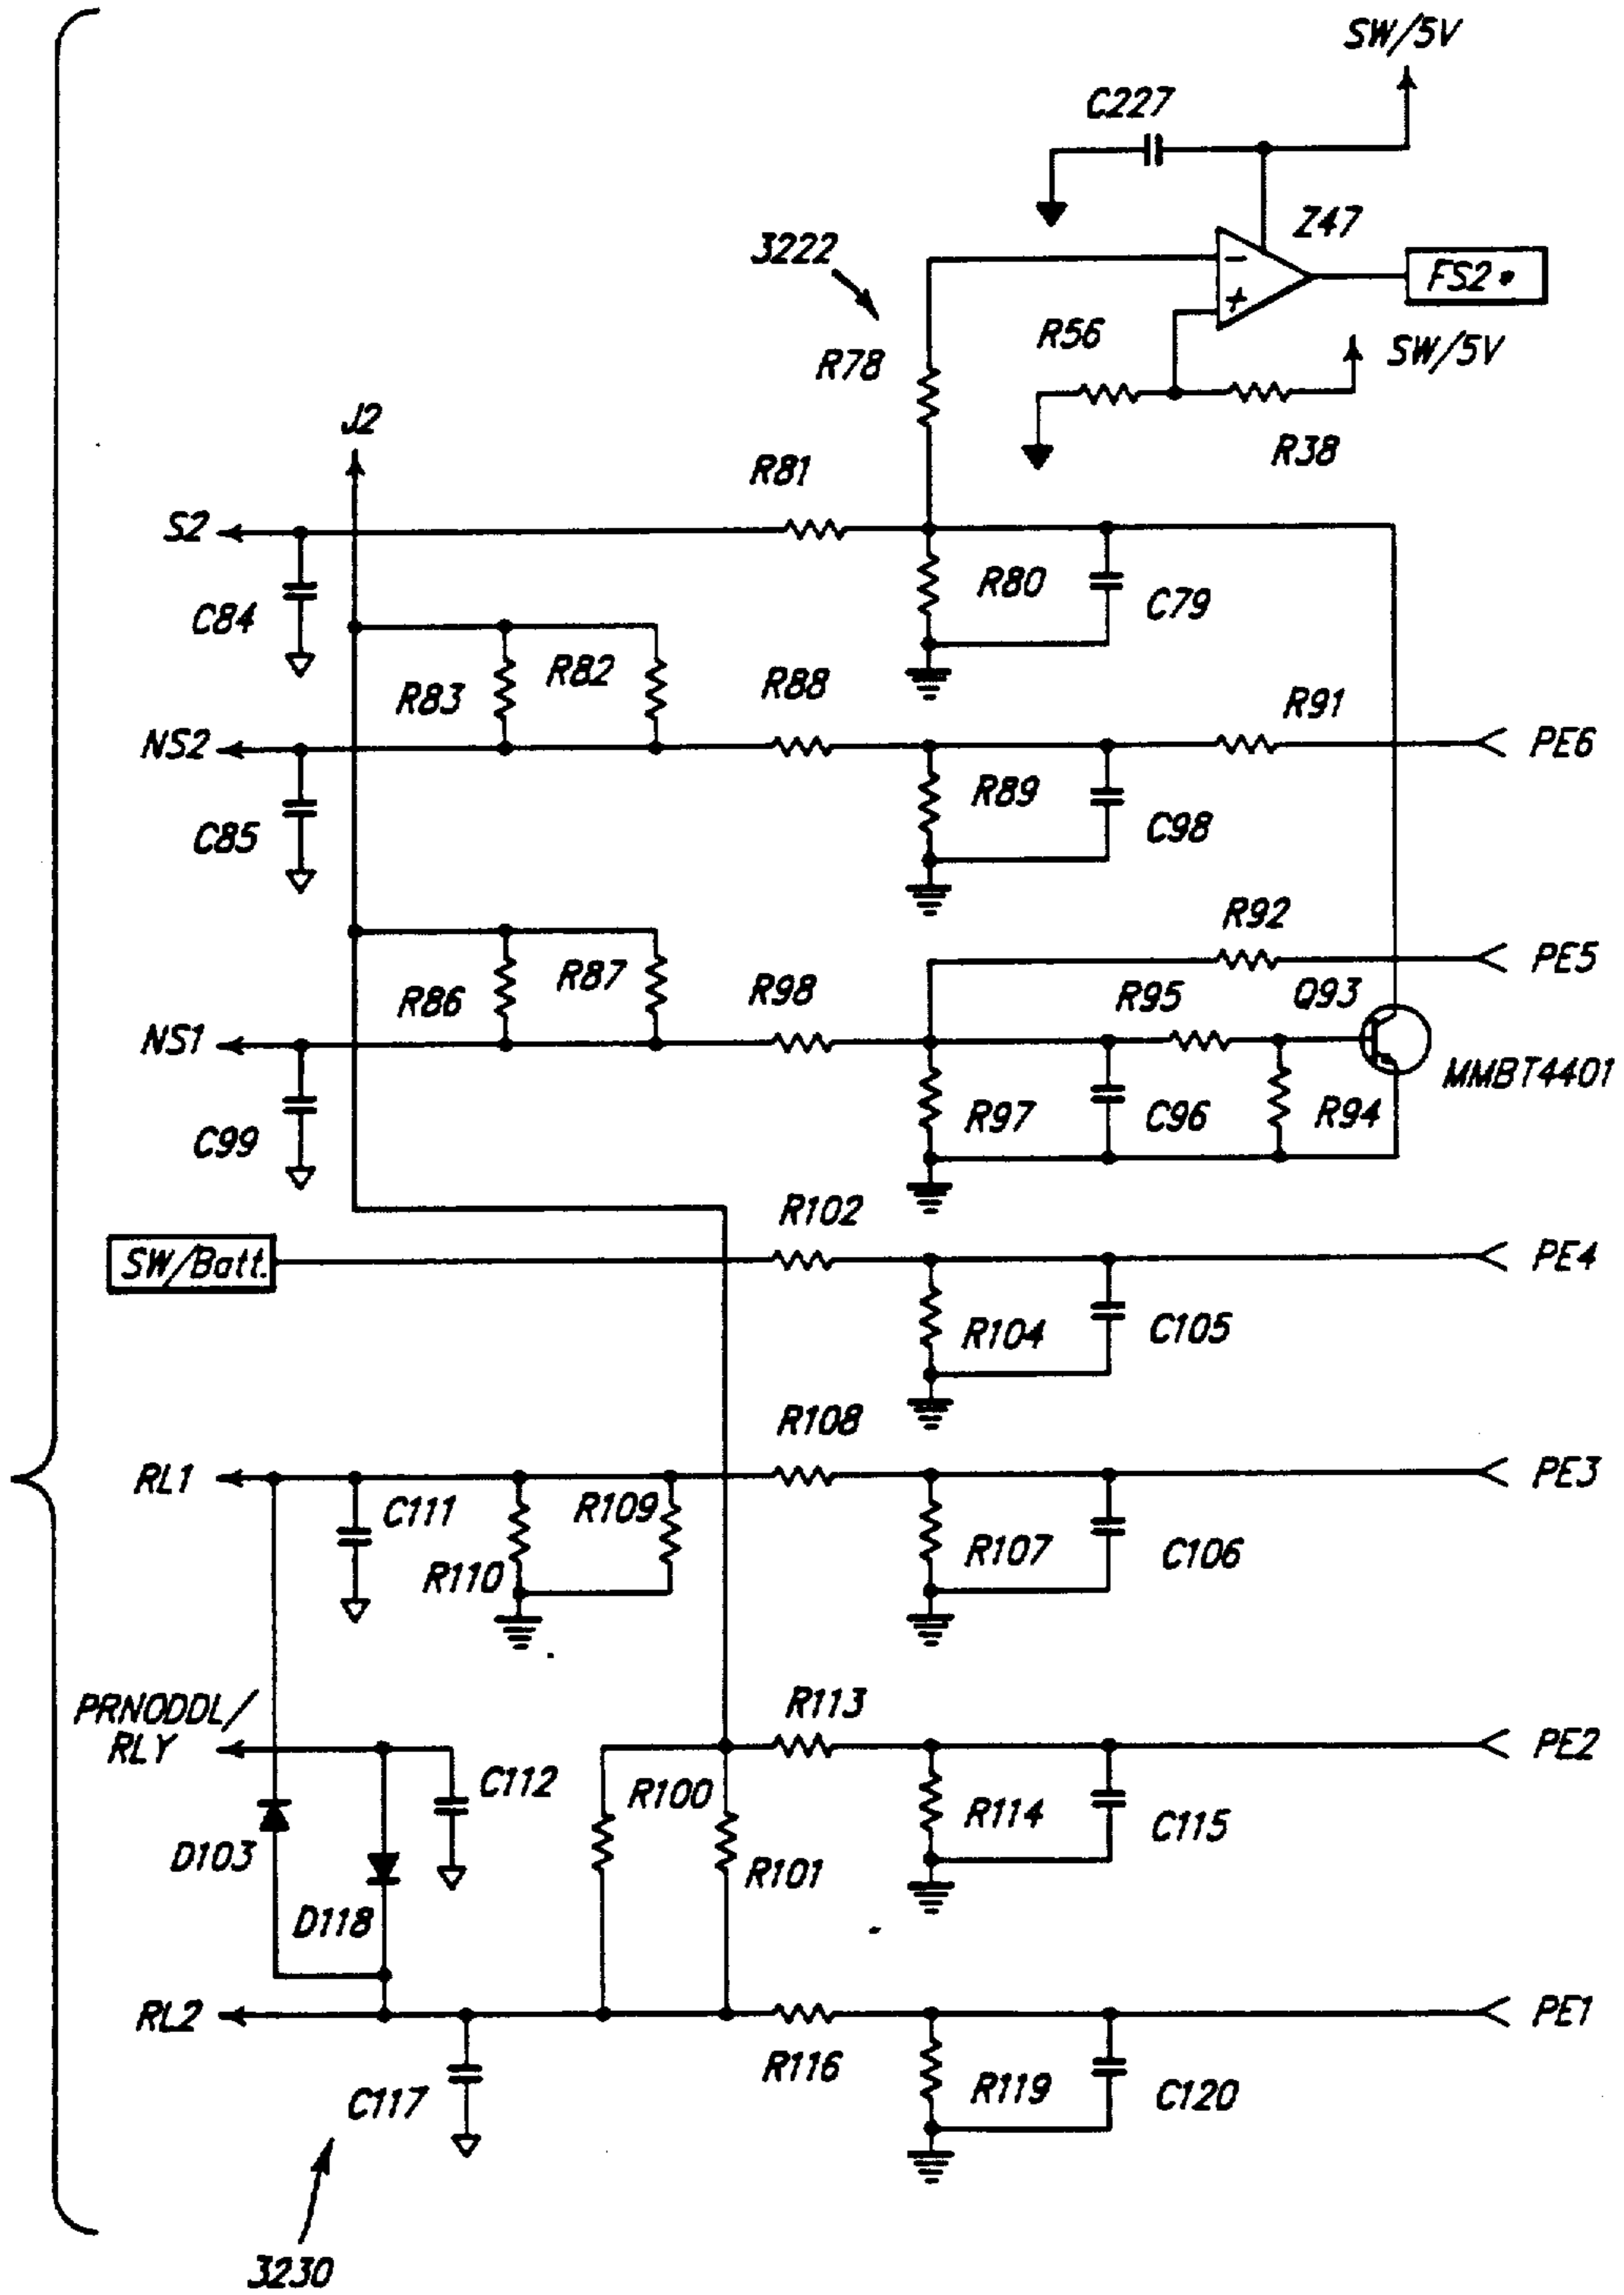 SW/5V
C227
Z47
3222
FS2*
R56
SW/5V
R78
R38
J2
R81
S2
R80
C79
C84
R83
R82
R88
R91
NS2
PE6
R89
C98
C85
R92
PE5
R86
R87
R98
R95
Q93
NS1
MMBT4401
R97
C96
R94
C99
R102
SW/Batt.
PE4
R104
C105
R108
RL1
PE3
C111
R109
R110
R107
C106
PRNODDL/
RLY
R113
PE2
C112
R100
R114
C115
D103
R101
D118
RL2
PE1
R116
C117
R119
C120
3230